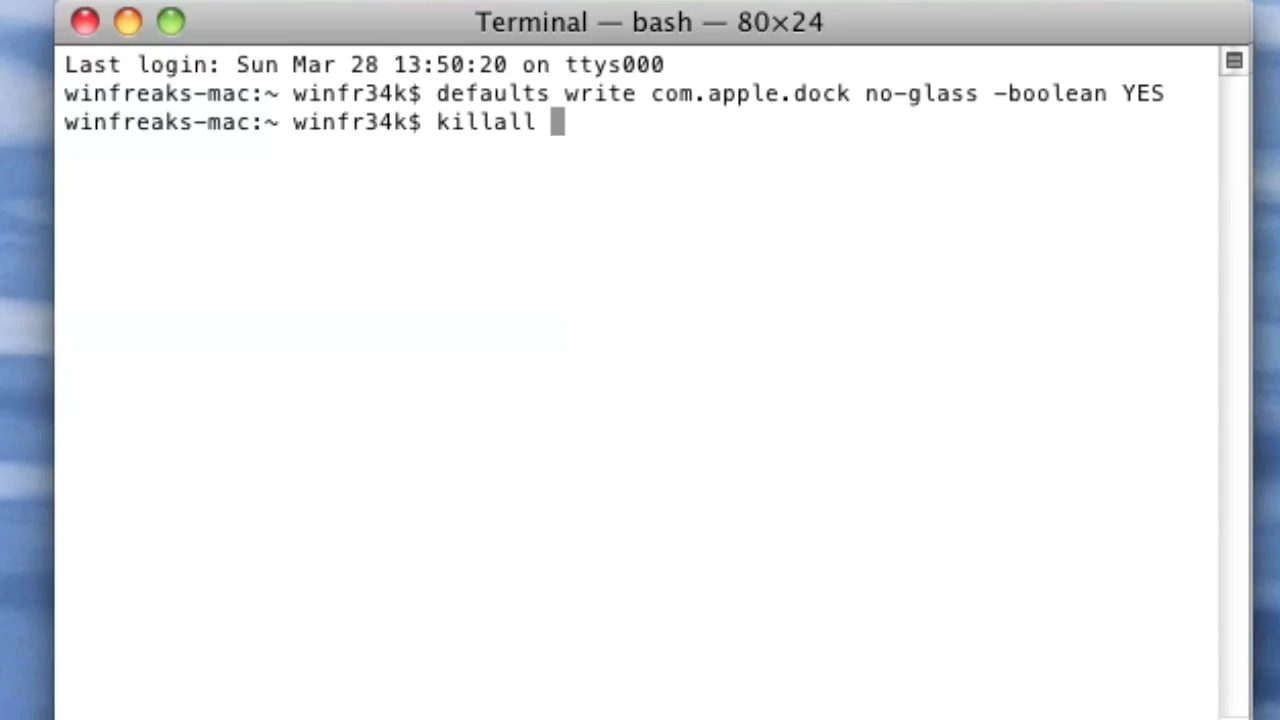 Terminal — bash — 80×24
Last login: Sun Mar 28 13:50:20 on ttys000
winfreaks-mac:~ winfr34k$ defaults write com.apple.dock no-glass -boolean YES
winfreaks-mac:~ winfr34k$ killall